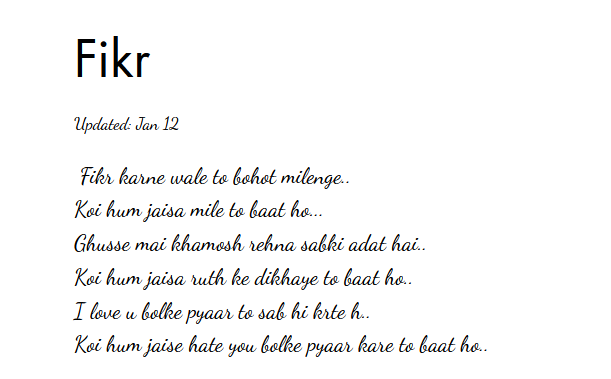 Fikr
Updated: Jan 12
Fikr karne wale to bohot milenge..
Koi hum jaisa mile to baat ho...
Ghusse mai khamosh rehna sabki adat hai..
Koi hum jaisa ruth ke dikhaye to baat ho..
I love u bolke pyaar to sab hi krte h..
Koi hum jaise hate you bolke pyaar kare to baat ho..